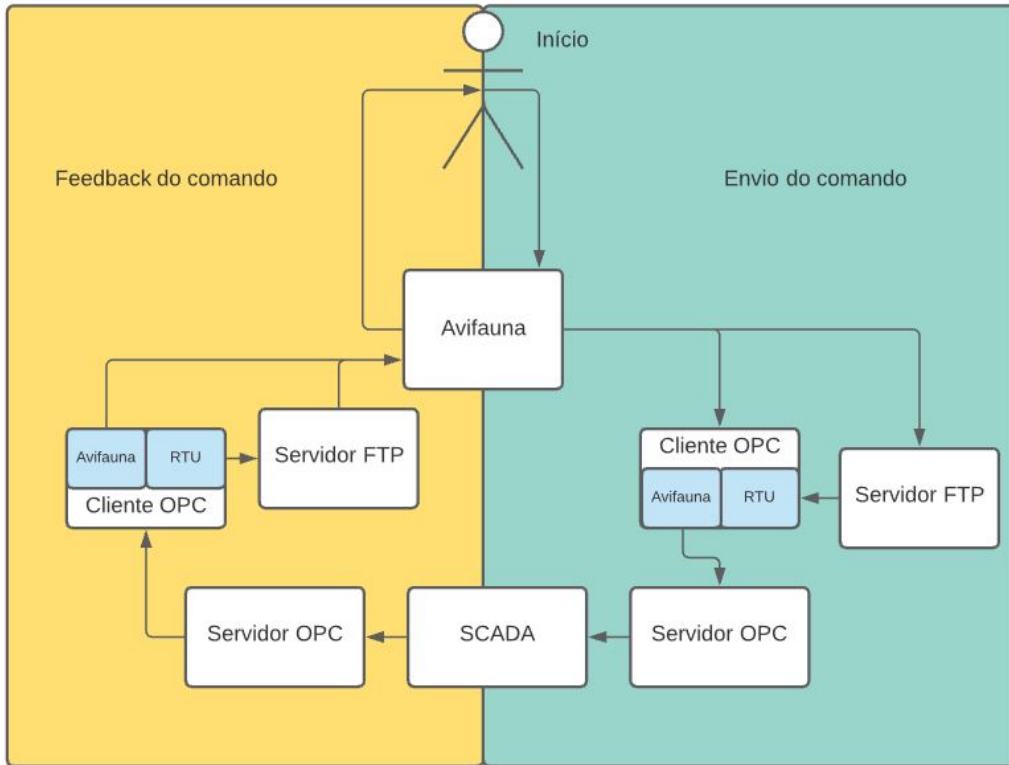 Início
Feedback do comando
Envio do comando
Avifauna
Avifauna
RTU
Cliente OPC
Servidor FTP
Cliente OPC
Avifauna
RTU
Servidor FTP
Servidor OPC
SCADA
Servidor OPC